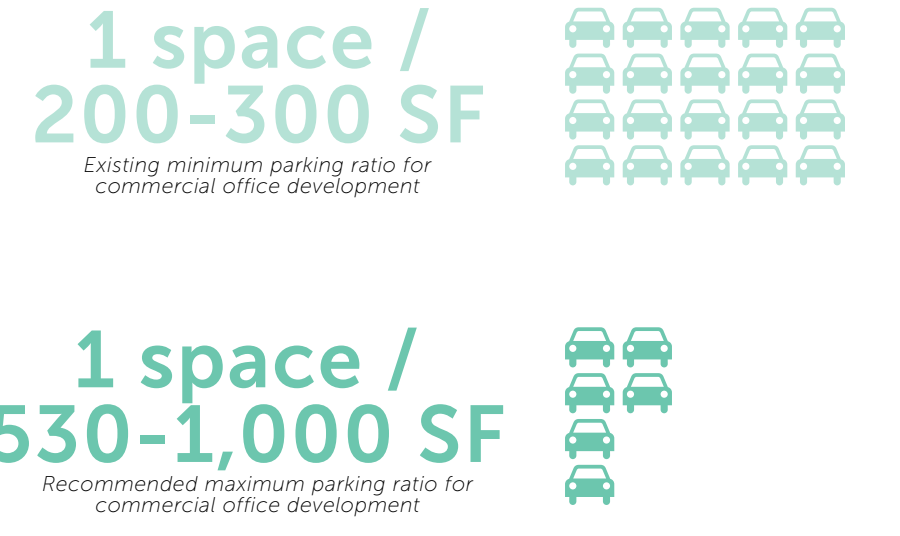 1 space /
200-300 SF
Existing minimum parking ratio for
commercial office development
1 space /
530-1,000 SF
Recommended maximum parking ratio for
commercial office development